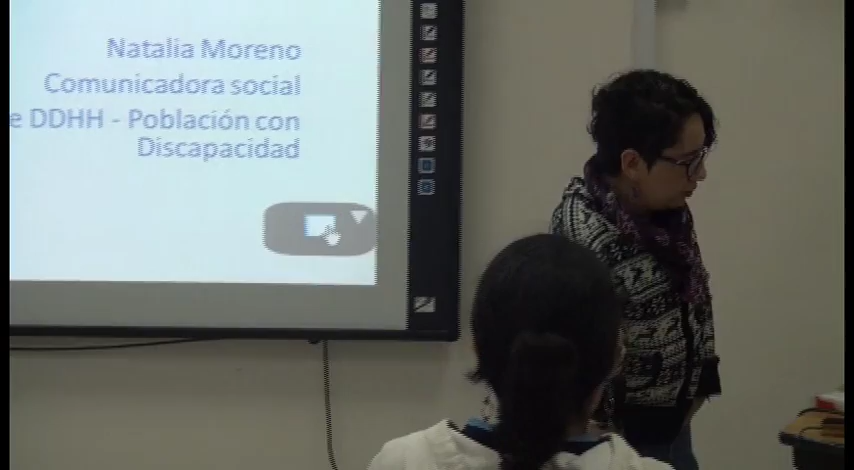 Natalia Moreno
Comunicadora social
e DDHH - Población con
Discapacidad